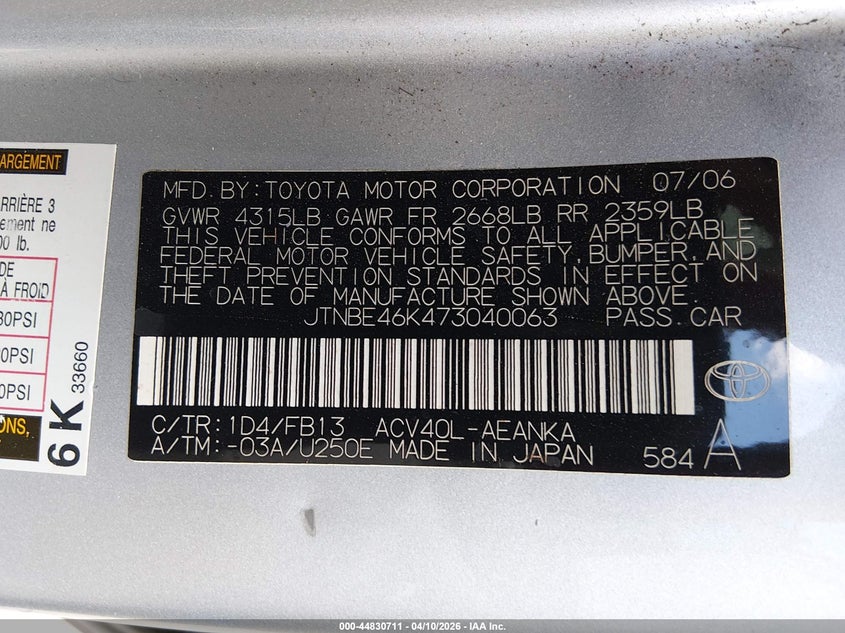 ARGEMENT
RRIÈRE 3
ement ne
00 lb.
DE
À FROID
30PSI
0PSI
0PSI
ONS,
6 K 33660
MFD.BY:TOYOTA MOTOR CORPORATION 07/06
GVWR 4315LB GAWR FR 2668LB RR 2359LB
THIS VEHICLE CONFORMS TO ALL APPLICABLE
FEDERAL MOTOR VEHICLE SAFETY,BUMPER,AND
THEFT PREVENTION STANDARDS IN EFFECT ON
THE DATE OF MANUFACTURE SHOWN ABOVE.
JTNBE46K473040063 PASS.CAR
C/TR:1D4/FB13 ACV40L-AEANKA
A/TM:-03A/U250E MADE IN JAPAN
584 A
000-44830711 - 04/10/2026 - IAA Inc.